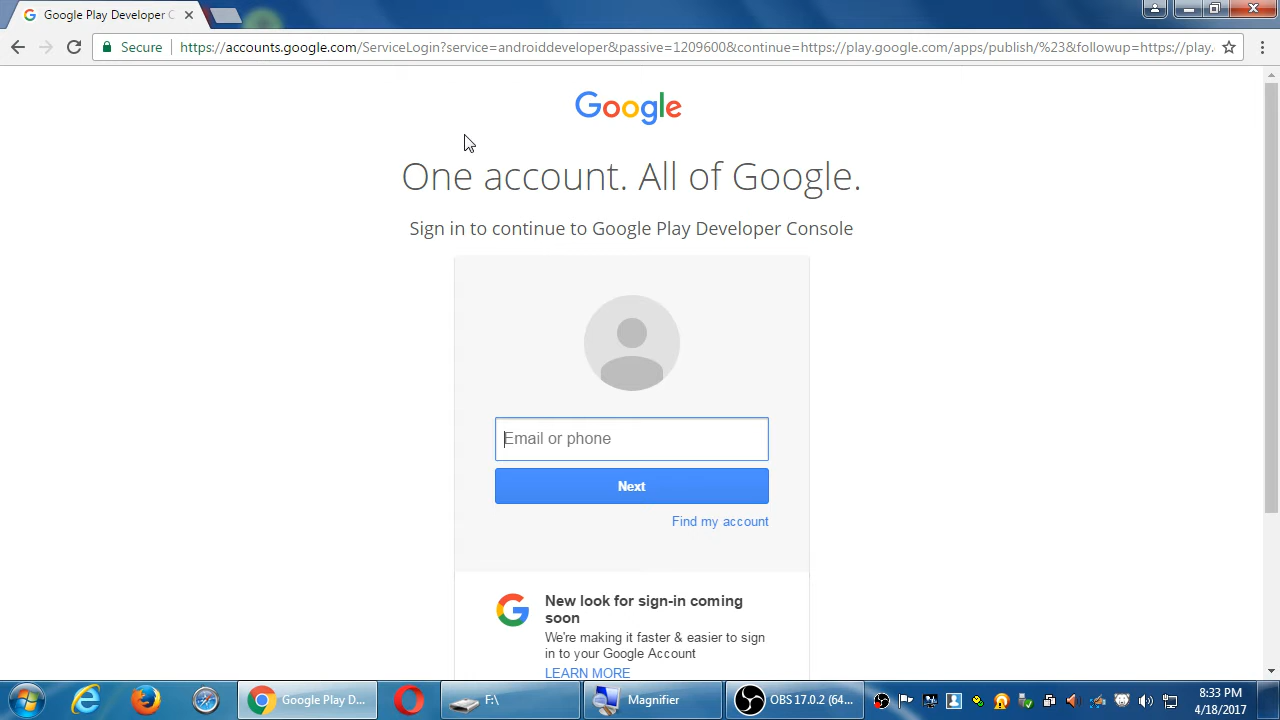 Google Play Developer C
Secure
https://accounts.google.com/ServiceLogin?service=androiddeveloper&passive=1209600&continue=https://play.google.com/apps/publish/%23&followup=https://play.
Google
One account. All of Google.
Sign in to continue to Google Play Developer Console
Email or phone
Next
Find my account
New look for sign-in coming
soon
We're making it faster & easier to sign
in to your Google Account
LEARN MORE
Google Play D...
F:\
Magnifier
OBS 17.0.2 (64...
8:33 PM
4/18/2017